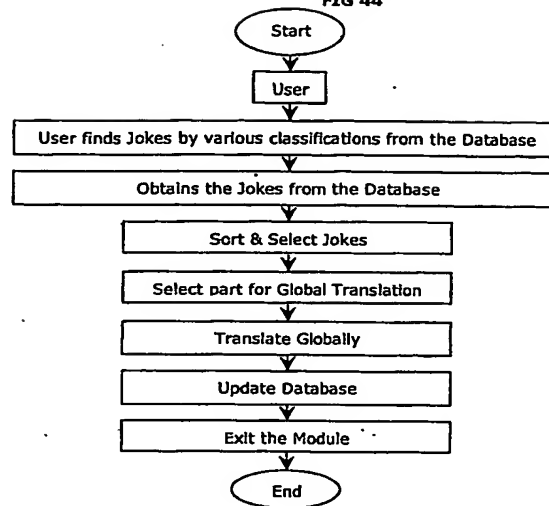 FIG 44
Start
User
User finds Jokes by various classifications from the Database
Obtains the Jokes from the Database
Sort & Select Jokes
Select part for Global Translation
Translate Globally
Update Database
Exit the Module
End